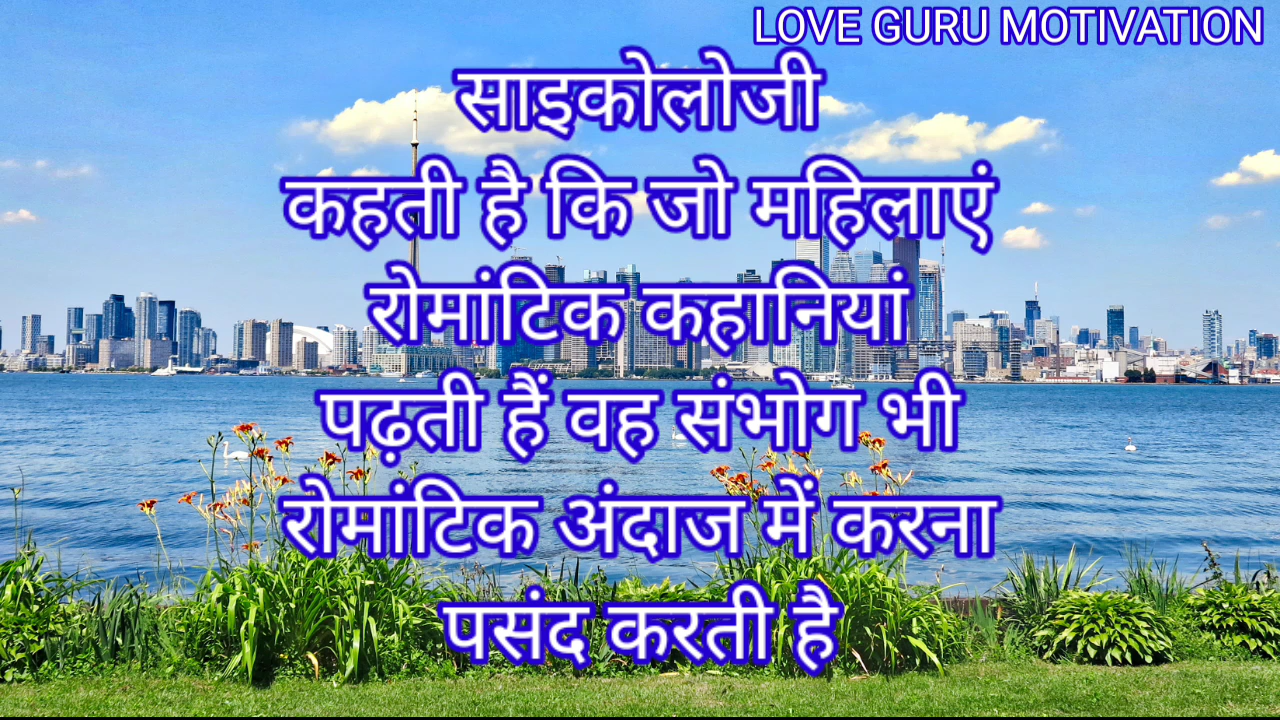 LOVE GURU MOTIVATION
साइकोलोजी
कहती है कि जो महिलाएं
रोमांटिक कहानियां
पढ़ती हैं वह संभोग भी
रोमांटिक अंदाज में करना
पसंद करती है